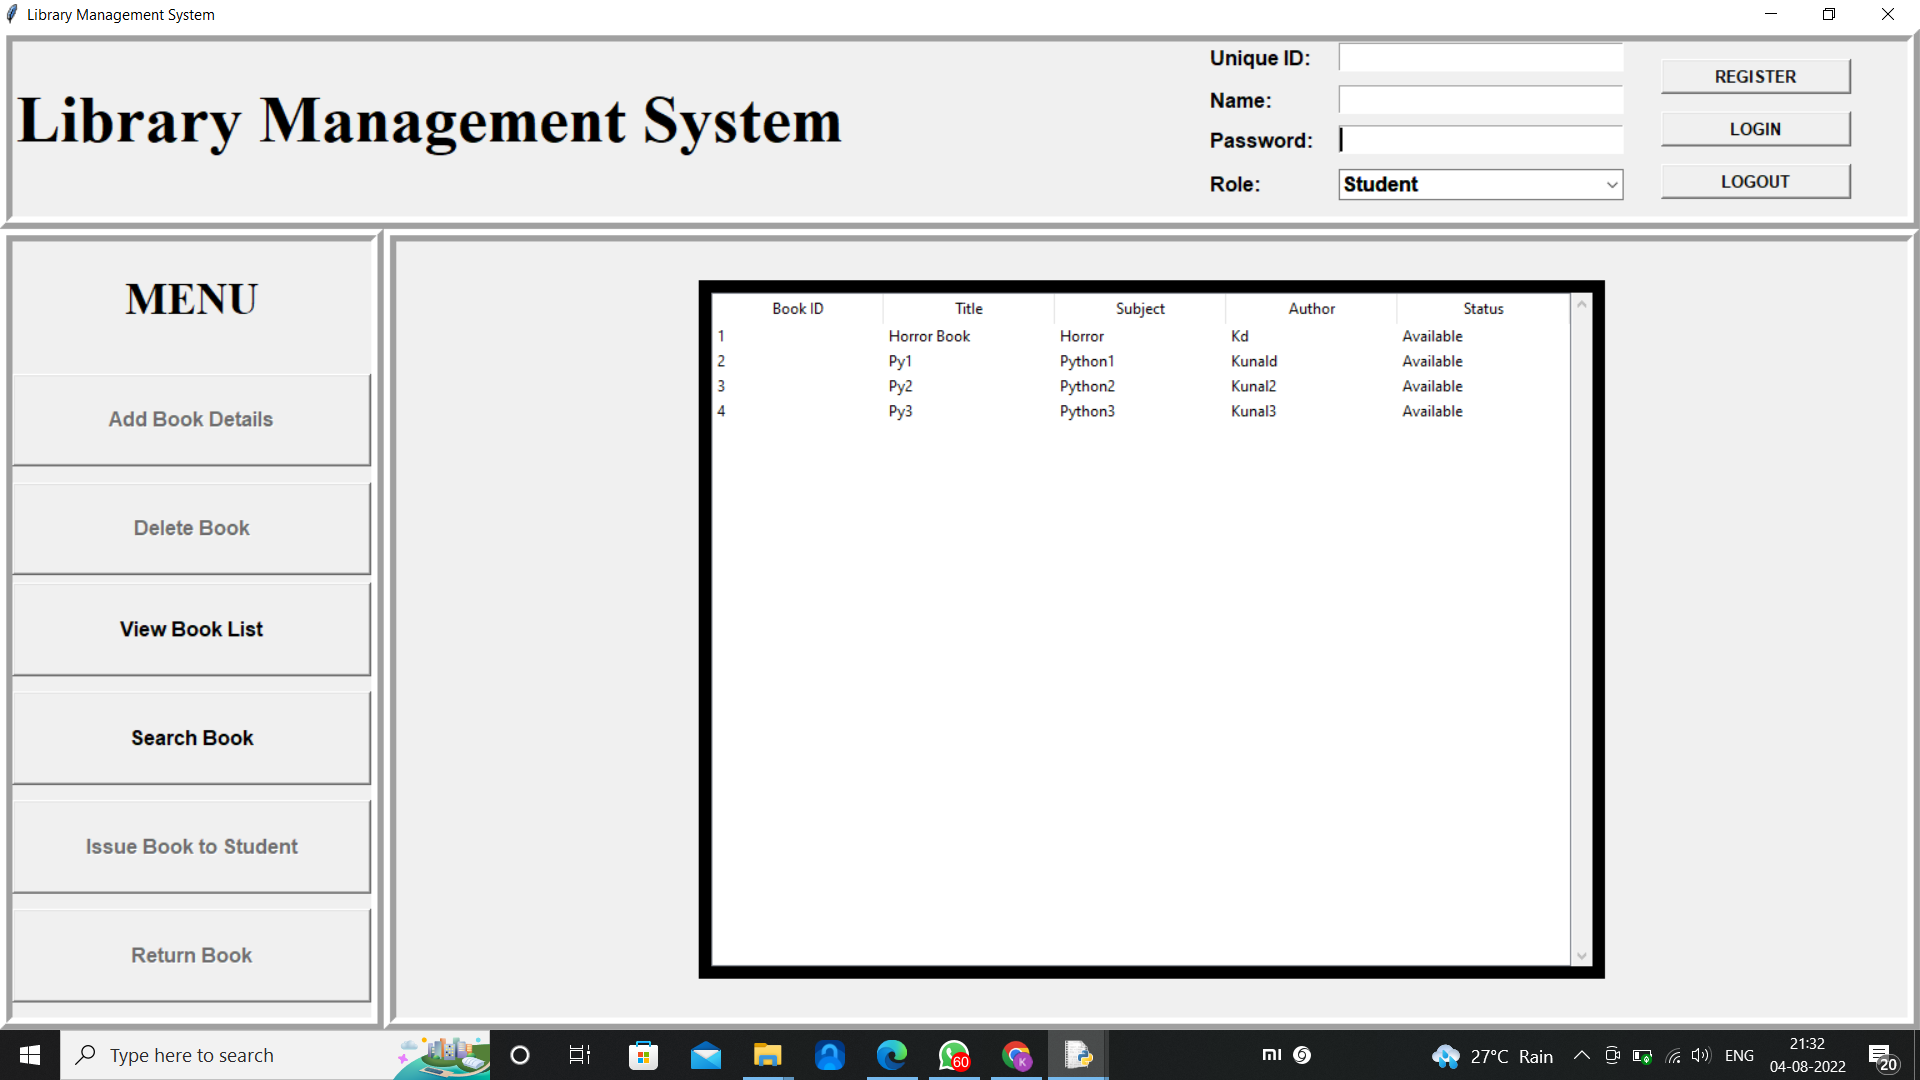 Library Management System
Library Management System
Unique ID:
Name:
Password:
Role: Student
REGISTER
LOGIN
LOGOUT
MENU
Add Book Details
Delete Book
View Book List
Search Book
Issue Book to Student
Return Book
Book ID Title Subject Author Status
1 Horror Book Horror Kd Available
2 Py1 Python1 Kunald Available
3 Py2 Python2 Kunal2 Available
4 Py3 Python3 Kunal3 Available
Type here to search
60
K
mi
27°C Rain
ENG
21:32
04-08-2022
20